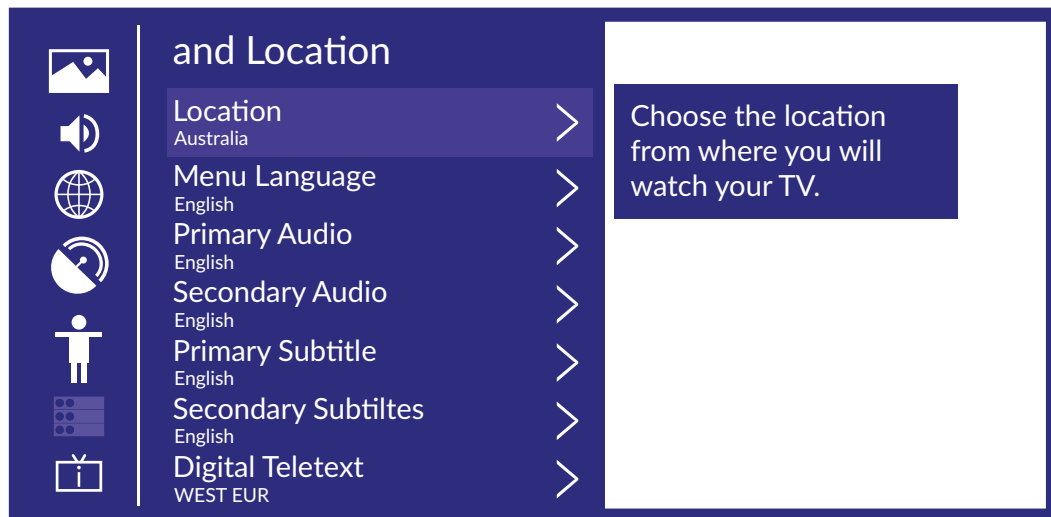 and Location
Location
Australia
Menu Language
English
Primary Audio
English
Secondary Audio
English
Primary Subtitle
English
Secondary Subtiltes
English
Digital Teletext
WEST EUR
Choose the location
from where you will
watch your TV.
i